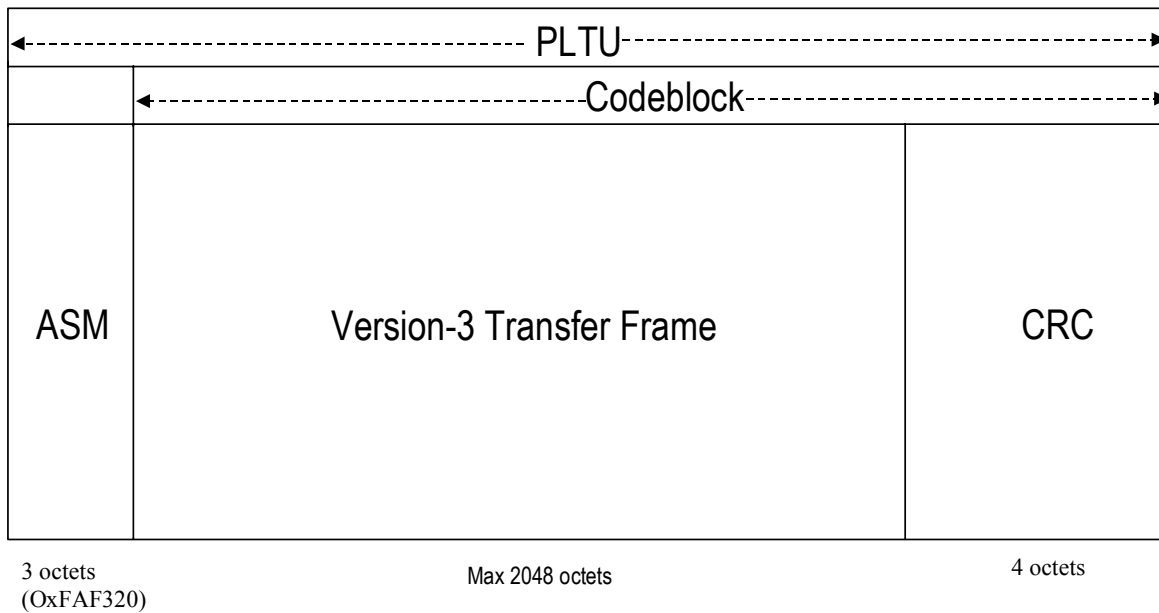 PLTU
Codeblock
ASM
Version-3 Transfer Frame
CRC
3 octets
(OxFAF320)
Max 2048 octets
4 octets